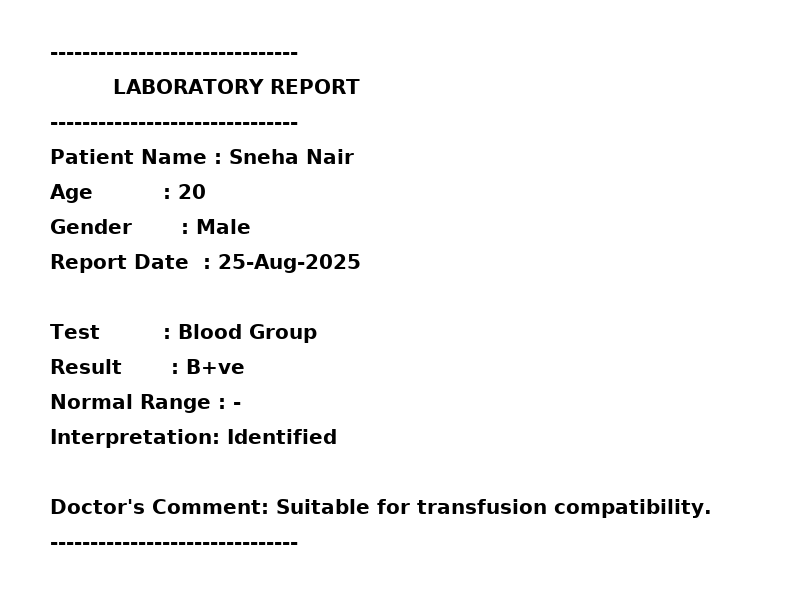 -------------------------------
LABORATORY REPORT
-------------------------------
Patient Name : Sneha Nair
Age : 20
Gender : Male
Report Date : 25-Aug-2025
Test : Blood Group
Result : B+ve
Normal Range : -
Interpretation: Identified
Doctor's Comment: Suitable for transfusion compatibility.
-------------------------------